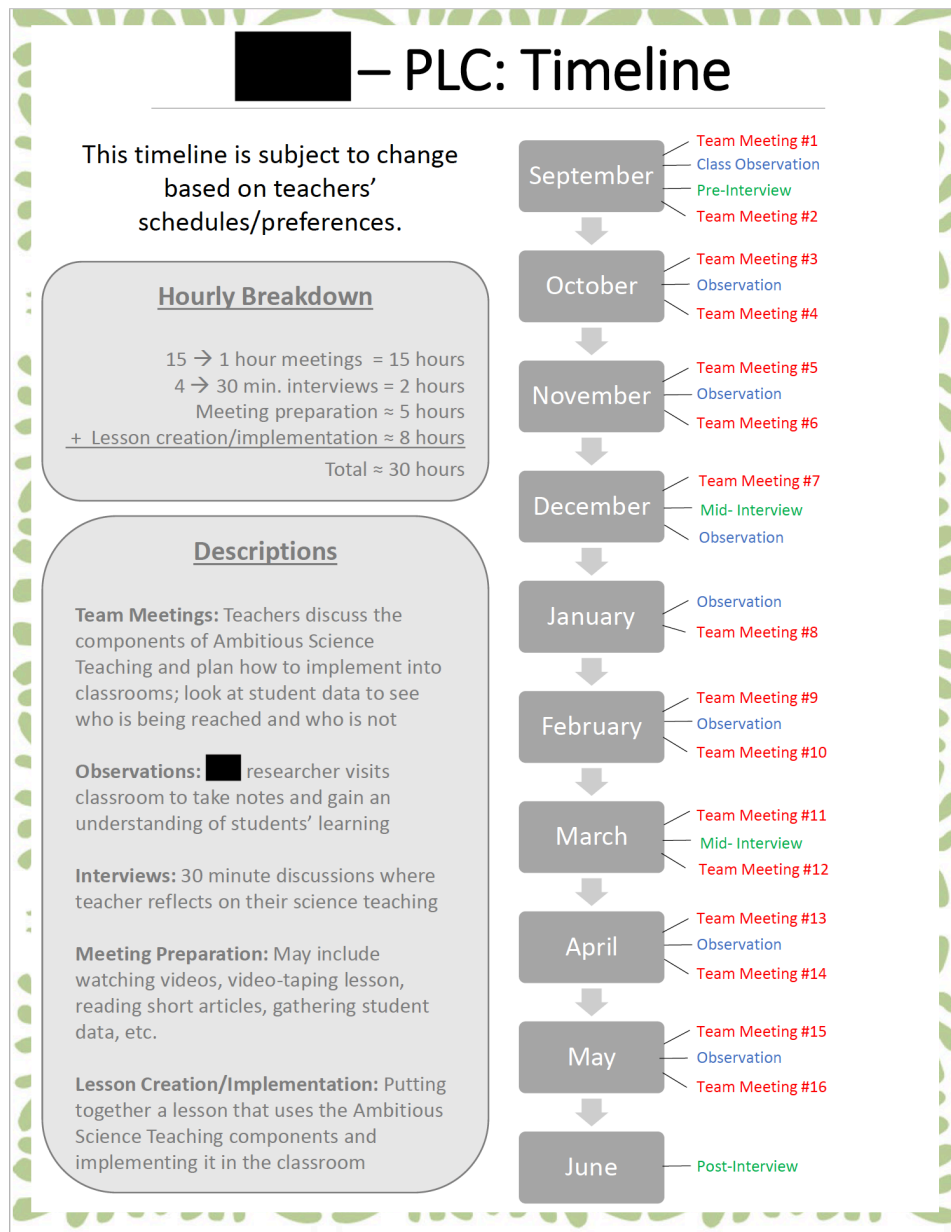 – PLC: Timeline
This timeline is subject to change
based on teachers’
schedules/preferences.
Hourly Breakdown
15 → 1 hour meetings = 15 hours
4 → 30 min. interviews = 2 hours
Meeting preparation ≈ 5 hours
+ Lesson creation/implementation ≈ 8 hours
Total ≈ 30 hours
Descriptions
Team Meetings: Teachers discuss the
components of Ambitious Science
Teaching and plan how to implement into
classrooms; look at student data to see
who is being reached and who is not
Observations: researcher visits
classroom to take notes and gain an
understanding of students’ learning
Interviews: 30 minute discussions where
teacher reflects on their science teaching
Meeting Preparation: May include
watching videos, video-taping lesson,
reading short articles, gathering student
data, etc.
Lesson Creation/Implementation: Putting
together a lesson that uses the Ambitious
Science Teaching components and
implementing it in the classroom
September
Team Meeting #1
Class Observation
Pre-Interview
Team Meeting #2
October
Team Meeting #3
Observation
Team Meeting #4
November
Team Meeting #5
Observation
Team Meeting #6
December
Team Meeting #7
Mid- Interview
Observation
January
Observation
Team Meeting #8
February
Team Meeting #9
Observation
Team Meeting #10
March
Team Meeting #11
Mid- Interview
Team Meeting #12
April
Team Meeting #13
Observation
Team Meeting #14
May
Team Meeting #15
Observation
Team Meeting #16
June
Post-Interview